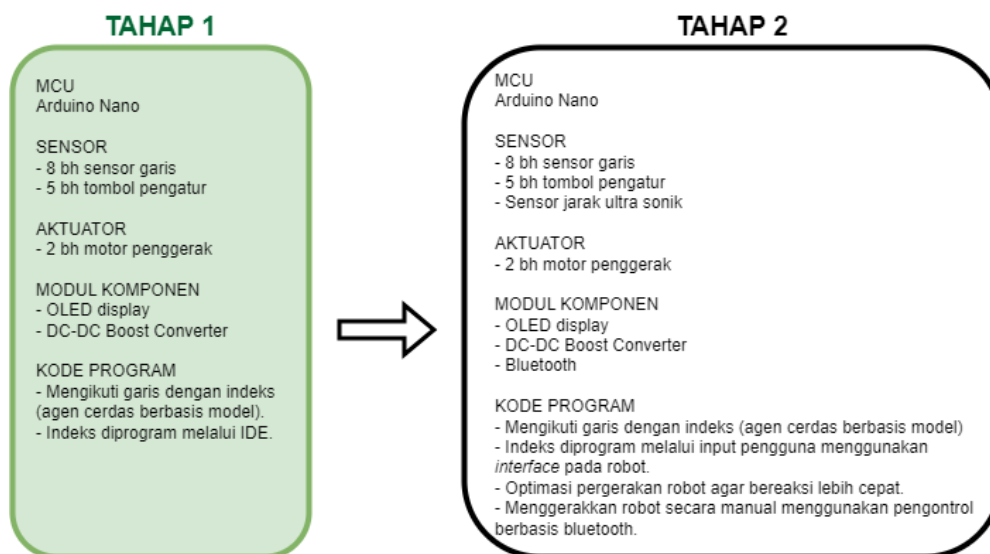 TAHAP 1
MCU
Arduino Nano
SENSOR
- 8 bh sensor garis
- 5 bh tombol pengatur
AKTUATOR
- 2 bh motor penggerak
MODUL KOMPONEN
- OLED display
- DC-DC Boost Converter
KODE PROGRAM
- Mengikuti garis dengan indeks
(agen cerdas berbasis model).
- Indeks diprogram melalui IDE.
TAHAP 2
MCU
Arduino Nano
SENSOR
- 8 bh sensor garis
- 5 bh tombol pengatur
- Sensor jarak ultra sonik
AKTUATOR
- 2 bh motor penggerak
MODUL KOMPONEN
- OLED display
- DC-DC Boost Converter
- Bluetooth
KODE PROGRAM
- Mengikuti garis dengan indeks (agen cerdas berbasis model)
- Indeks diprogram melalui input pengguna menggunakan
interface pada robot.
- Optimasi pergerakan robot agar bereaksi lebih cepat.
- Menggerakkan robot secara manual menggunakan pengontrol
berbasis bluetooth.